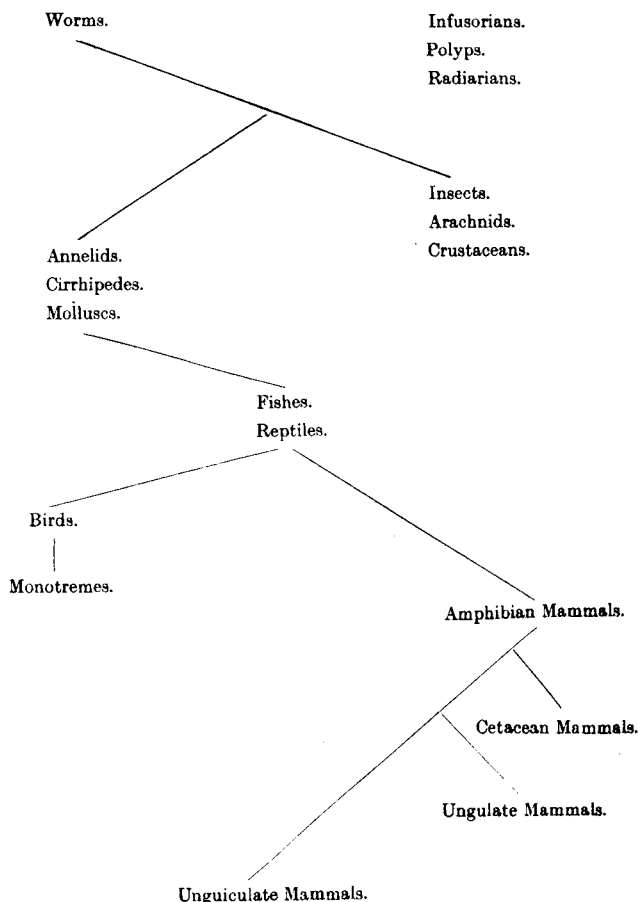 Worms.
Infusorians.
Polyps.
Radiarians.
Insects.
Arachnids.
Crustaceans.
Annelids.
Cirrhipedes.
Molluscs.
Fishes.
Reptiles.
Birds.
Monotremes.
Amphibian Mammals.
Cetacean Mammals.
Ungulate Mammals.
Unguiculate Mammals.